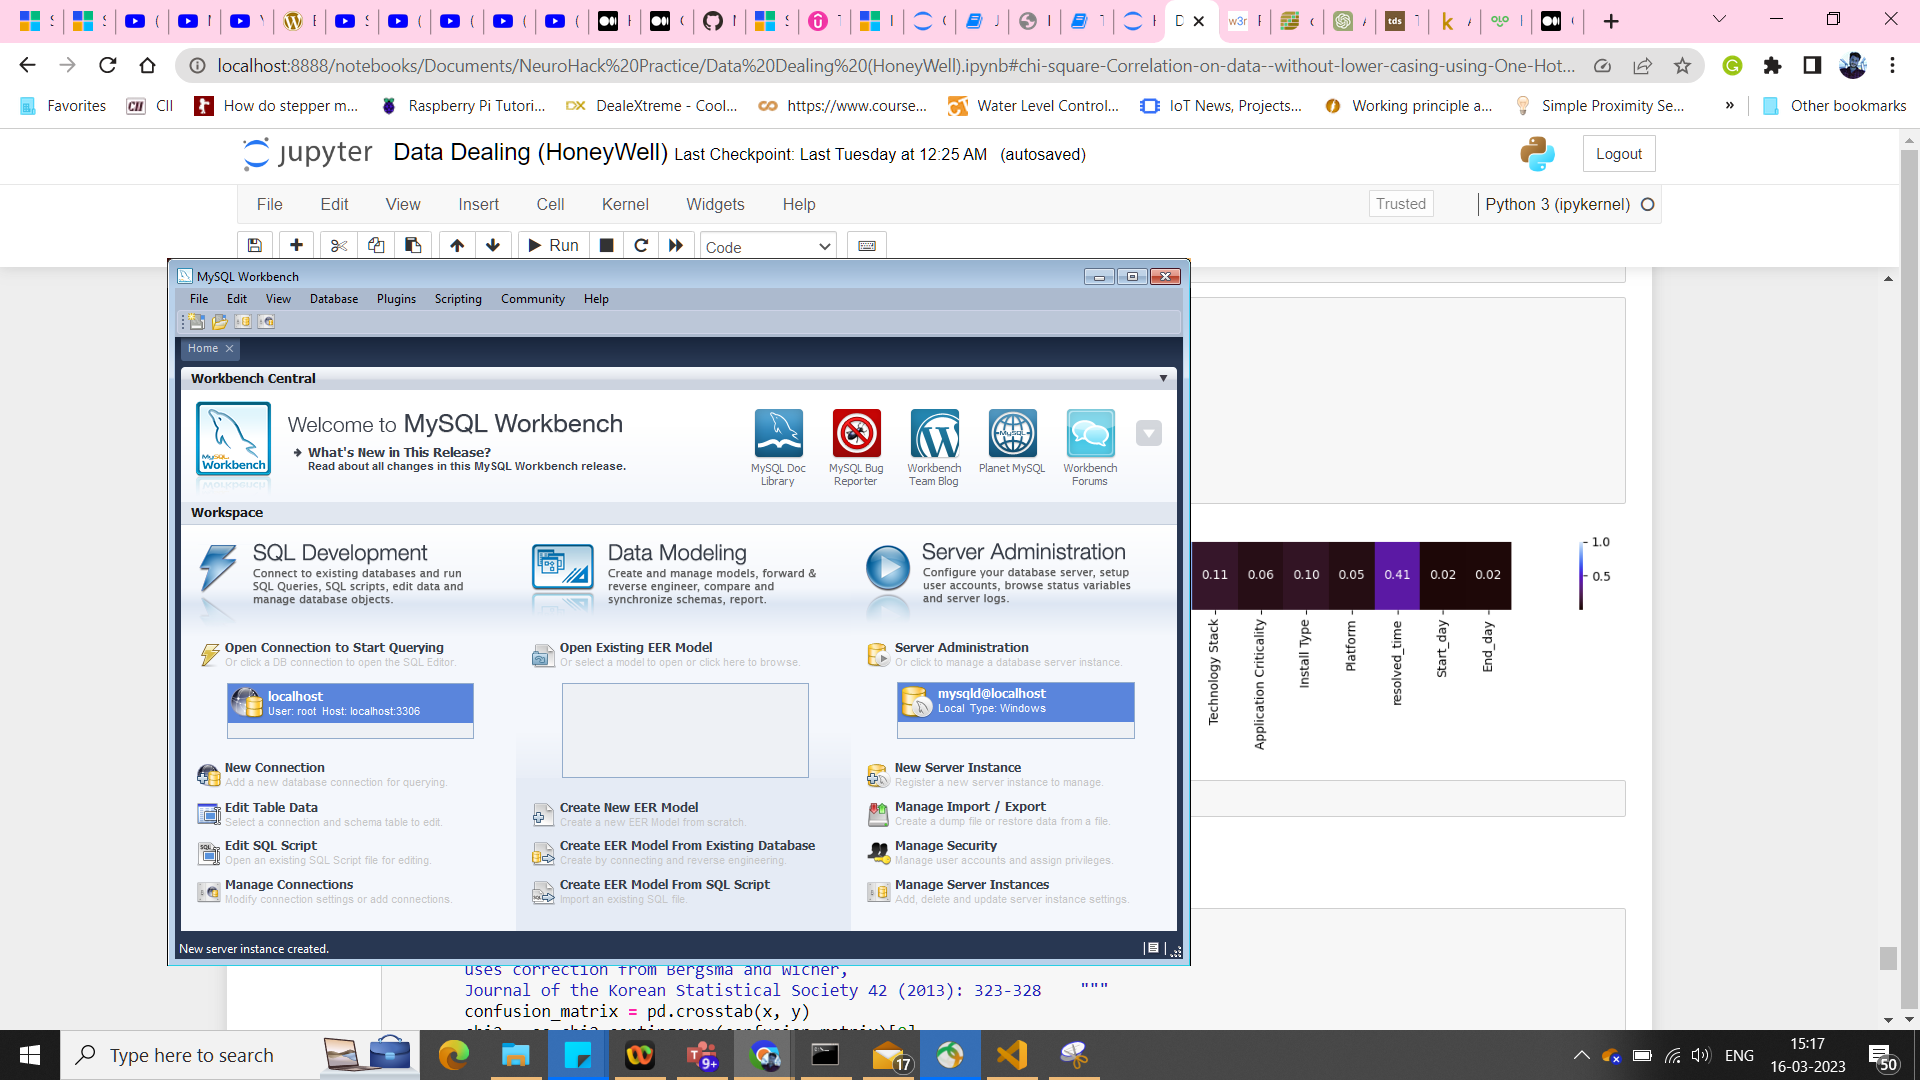 localhost:8888/notebooks/Documents/NeuroHack%20Practice/Data%20Dealing%20(HoneyWell).ipynb#chi-square-Correlation-on-data--without-lower-casing-using-One-Hot...
Favorites
CII
How do stepper m...
Raspberry Pi Tutori...
DX DealeXtreme - Cool...
https://www.course...
Water Level Control...
IoT News, Projects...
Working principle a...
Simple Proximity Se...
»
Other bookmarks
jupyter Data Dealing (HoneyWell) Last Checkpoint: Last Tuesday at 12:25 AM (autosaved)
Logout
File Edit View Insert Cell Kernel Widgets Help
Trusted
Python 3 (ipykernel)
Run
Code
MySQL Workbench
File Edit View Database Plugins Scripting Community Help
Home
Workbench Central
MySQL Workbench
Welcome to MySQL Workbench
What's New in This Release?
Read about all changes in this MySQL Workbench release.
MySQL Doc Library
MySQL Bug Reporter
Workbench Team Blog
Planet MySQL
Workbench Forums
Workspace
SQL Development
Connect to existing databases and run
SQL Queries, SQL scripts, edit data and
manage database objects.
Data Modeling
Create and manage models, forward &
reverse engineer, compare and
synchronize schemas, report.
Server Administration
Configure your database server, setup
user accounts, browse status variables
and server logs.
Open Connection to Start Querying
Or click a DB connection to open the SQL Editor.
localhost
User: root Host: localhost:3306
New Connection
Add a new database connection for querying.
Edit Table Data
Select a connection and schema table to edit.
Edit SQL Script
Open an existing SQL Script file for editing.
Manage Connections
Modify connection settings or add connections.
Open Existing EER Model
Or select a model to open or click here to browse.
Create New EER Model
Create a new EER Model from scratch.
Create EER Model From Existing Database
Create by connecting and reverse engineering.
Create EER Model From SQL Script
Import an existing SQL file.
Server Administration
Or click to manage a database server instance.
mysqld@localhost
Local Type: Windows
New Server Instance
Register a new server instance to manage.
Manage Import / Export
Create a dump file or restore data from a file.
Manage Security
Manage user accounts and assign privileges.
Manage Server Instances
Add, delete and update server instance settings.
New server instance created.
0.11 0.06 0.10 0.05 0.41 0.02 0.02
1.0
0.5
Technology Stack
Application Criticality
Install Type
Platform
resolved_time
Start_day
End_day
uses correction from Bergsma and Wicher,
Journal of the Korean Statistical Society 42 (2013): 323-328 """
confusion_matrix = pd.crosstab(x, y)
Type here to search
9+
17
ENG
15:17
16-03-2023
50